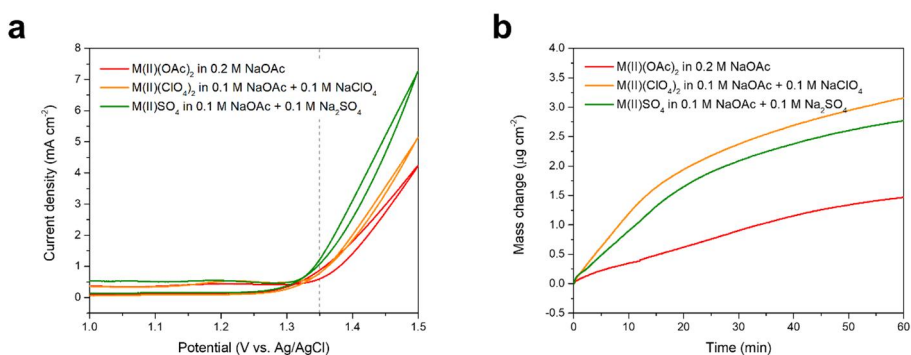 a
8
7
6
5
4
3
2
1
0
Current density (mA cm⁻²)
M(II)(OAc)₂ in 0.2 M NaOAc
M(II)(ClO₄)₂ in 0.1 M NaOAc + 0.1 M NaClO₄
M(II)SO₄ in 0.1 M NaOAc + 0.1 M Na₂SO₄
1.0 1.1 1.2 1.3 1.4 1.5
Potential (V vs. Ag/AgCl)
b
4.0
3.5
3.0
2.5
2.0
1.5
1.0
0.5
0.0
-0.5
Mass change (μg cm⁻²)
M(II)(OAc)₂ in 0.2 M NaOAc
M(II)(ClO₄)₂ in 0.1 M NaOAc + 0.1 M NaClO₄
M(II)SO₄ in 0.1 M NaOAc + 0.1 M Na₂SO₄
0 10 20 30 40 50 60
Time (min)